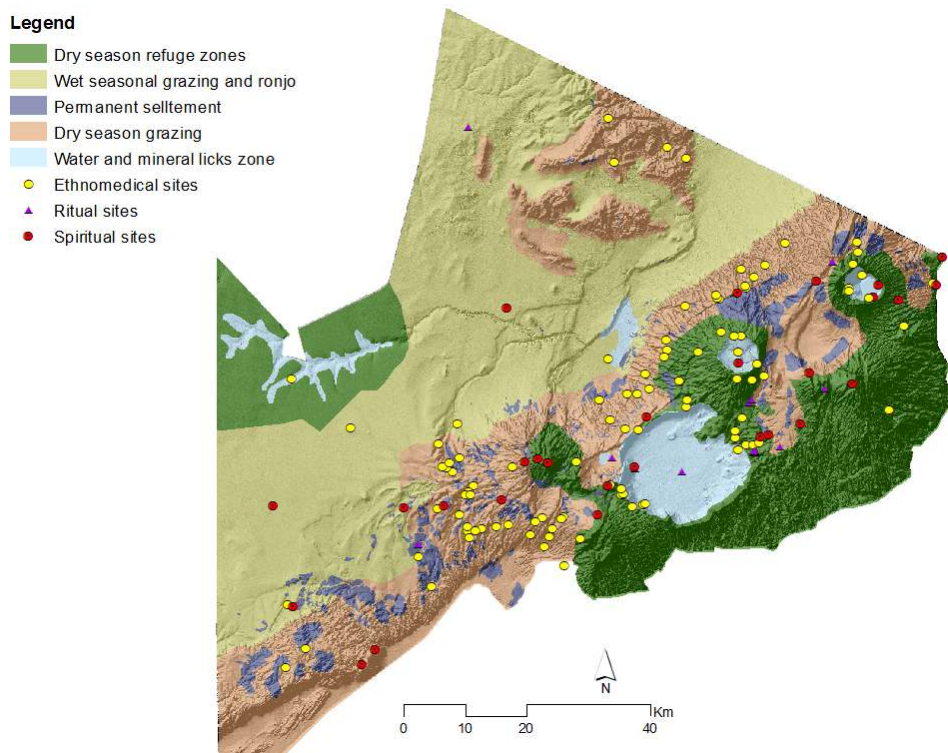 Legend
Dry season refuge zones
Wet seasonal grazing and ronjo
Permanent selltement
Dry season grazing
Water and mineral licks zone
Ethnomedical sites
Ritual sites
Spiritual sites
N
Km
0 10 20 40